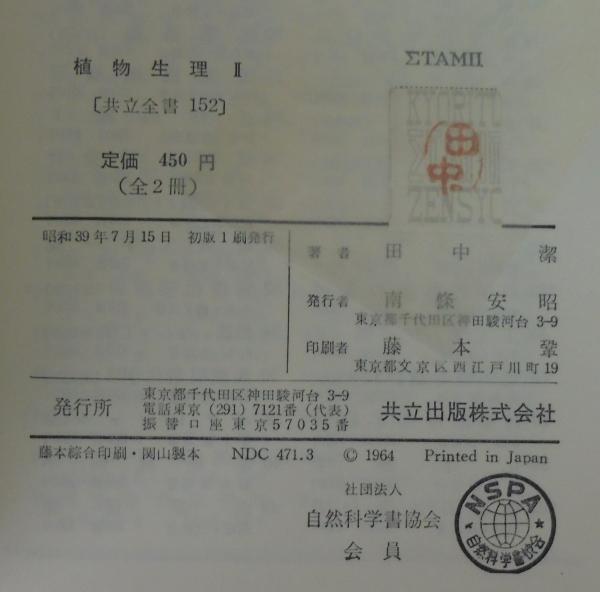 植物生理 II
[共立全書 152]
定価 450 円
(全2冊)
ΣTAMΠ
KYORITU
田中
ZENSYO
昭和39年7月15日 初版1刷発行
著者 田中 潔
発行者 南條安昭
東京都千代田区神田駿河台 3-9
印刷者 藤本 鞏
東京都文京区西江戸川町19
発行所
東京都千代田区神田駿河台 3-9
電話東京 (291) 7121番 (代表)
振替口座東京57035番
共立出版株式会社
藤本綜合印刷・関山製本 NDC 471.3 © 1964 Printed in Japan
社団法人
自然科学書協会
会員
NSPA
自然科学書協会